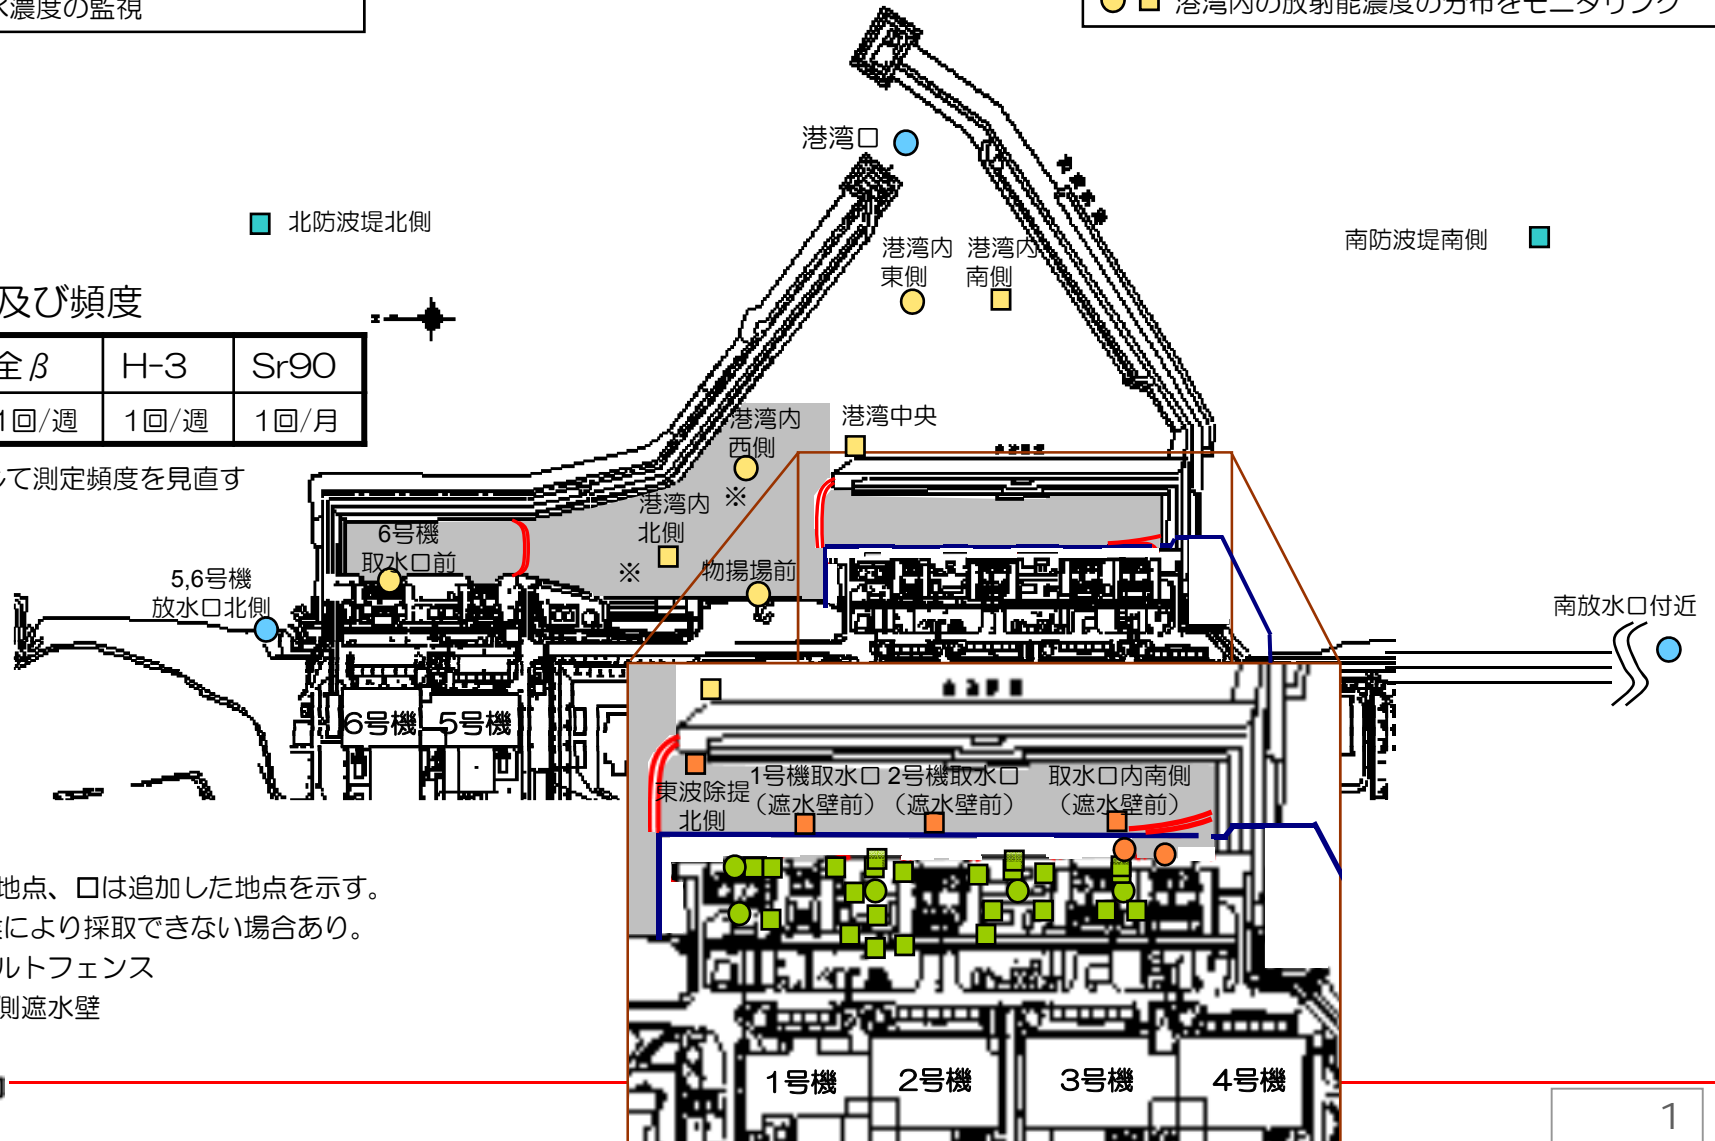 水濃度の監視
港湾内の放射能濃度の分布をモニタリング
港湾口
北防波堤北側
南防波堤南側
港湾内
東側
港湾内
南側
及び頻度
全β H-3 Sr90
1回/週 1回/週 1回/月
て測定頻度を見直す
港湾内
西側
※
港湾中央
港湾内
北側
※
6号機
取水口前
物揚場前
5,6号機
放水口北側
南放水口付近
6号機 5号機
東波除堤
北側
1号機取水口
（遮水壁前）
2号機取水口
（遮水壁前）
取水口内南側
（遮水壁前）
地点、□は追加した地点を示す。
により採取できない場合あり。
ルトフェンス
側遮水壁
1号機 2号機 3号機 4号機
1